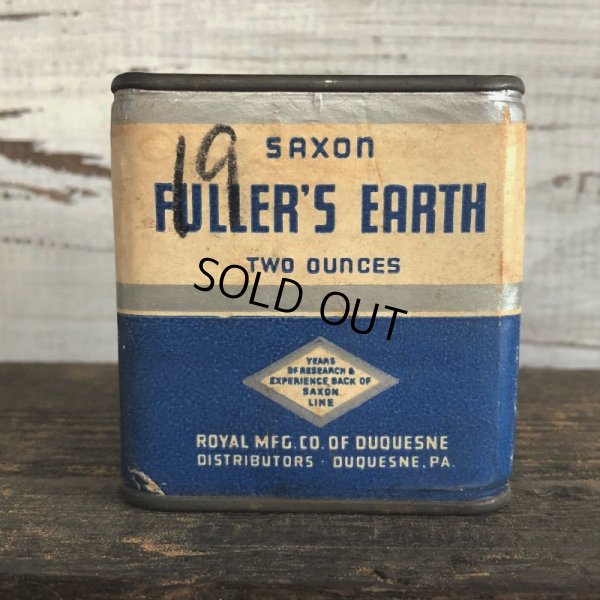 19
SAXON
FULLER'S EARTH
TWO OUNCES
SOLD OUT
YEARS
OF RESEARCH &
EXPERIENCE BACK OF
SAXON
LINE
ROYAL MFG. CO. OF DUQUESNE
DISTRIBUTORS · DUQUESNE, PA.